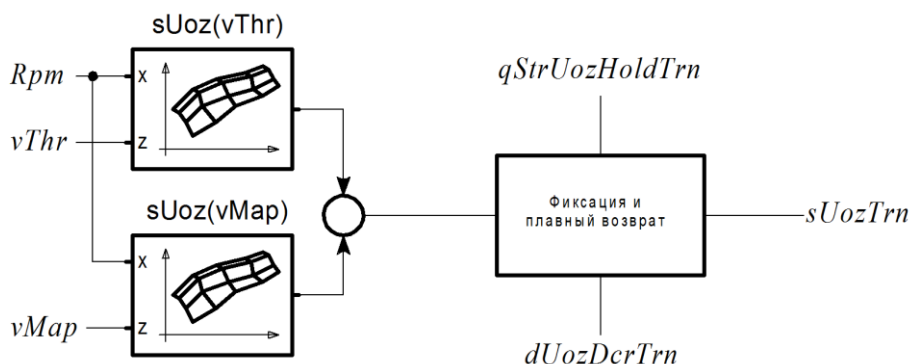 sUoz(vThr)
Rpm
X
vThr
Z
sUoz(vMap)
X
vMap
Z
qStrUozHoldTrn
Фиксация и
плавный возврат
sUozTrn
dUozDcrTrn